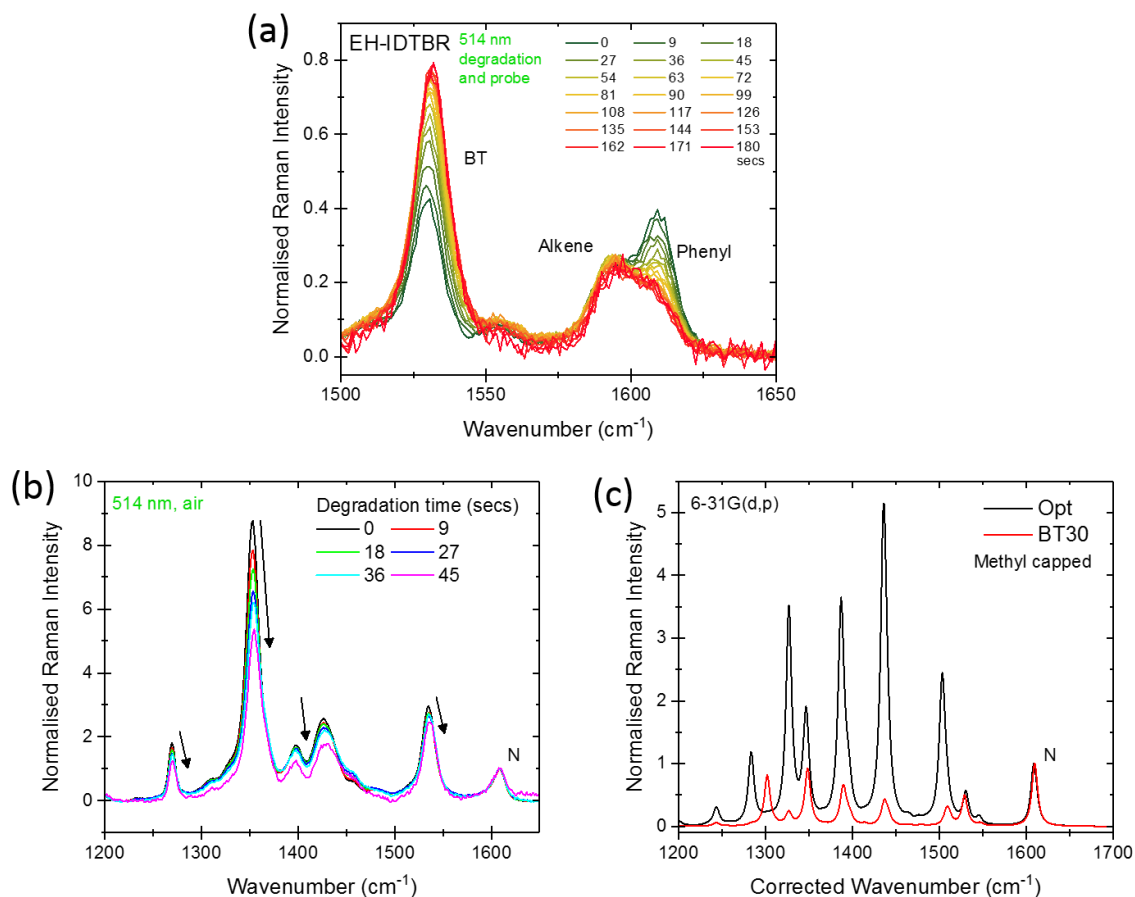 (a)
EH-IDTBR
514 nm
degradation
and probe
0 9 18
27 36 45
54 63 72
81 90 99
108 117 126
135 144 153
162 171 180
secs
BT
Alkene
Phenyl
0.8
0.6
0.4
0.2
0.0
Normalised Raman Intensity
1500 1550 1600 1650
Wavenumber (cm-1)
(b)
514 nm, air
Degradation time (secs)
0 9
18 27
36 45
N
10
8
6
4
2
0
Normalised Raman Intensity
1200 1300 1400 1500 1600
Wavenumber (cm-1)
(c)
6-31G(d,p)
Opt
BT30
Methyl capped
N
5
4
3
2
1
0
Normalised Raman Intensity
1200 1300 1400 1500 1600 1700
Corrected Wavenumber (cm-1)